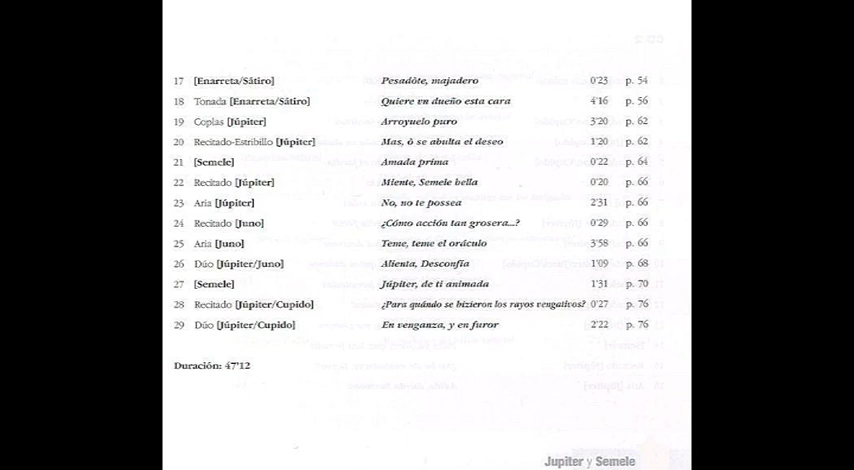 17 [Enarreta/Sátiro] Pesadôte, majadero 0'23 p. 54
18 Tonada [Enarreta/Sátiro] Quiere vn dueño esta cara 4'16 p. 56
19 Coplas [Júpiter] Arroyuelo puro 3'20 p. 62
20 Recitado-Estribillo [Júpiter] Mas, ô se abulta el deseo 1'20 p. 62
21 [Semele] Amada prima 0'22 p. 64
22 Recitado [Júpiter] Miente, Semele bella 0'20 p. 66
23 Aria [Júpiter] No, no te possea 2'31 p. 66
24 Recitado [Juno] ¿Cómo acción tan grosera...? 0'29 p. 66
25 Aria [Juno] Teme, teme el oráculo 3'58 p. 66
26 Dúo [Júpiter/Juno] Alienta, Desconfía 1'09 p. 68
27 [Semele] Júpiter, de ti animada 1'31 p. 70
28 Recitado [Júpiter/Cupido] ¿Para quándo se hizieron los rayos vengativos? 0'27 p. 76
29 Dúo [Júpiter/Cupido] En venganza, y en furor 2'22 p. 76
Duración: 47'12
Jupiter y Semele